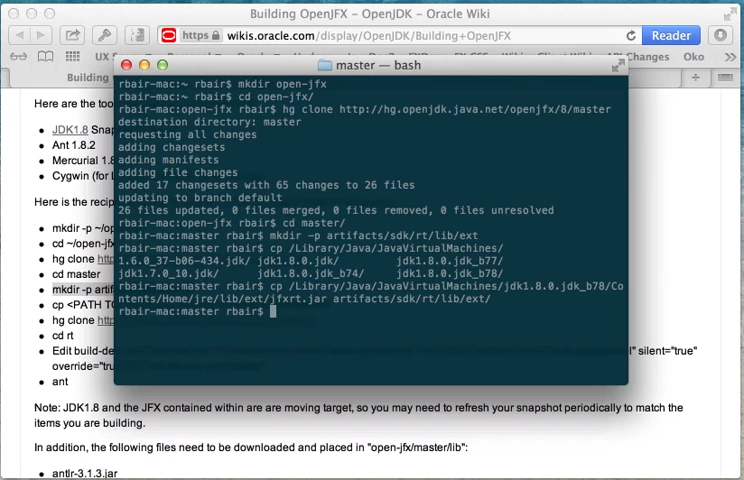 Building OpenJFX – OpenJDK – Oracle Wiki
https wikis.oracle.com/display/OpenJDK/Building+OpenJFX
Reader
UX
Changes
Oko
Building
master — bash
Here are the too
JDK1.8 Snap
Ant 1.8.2
Mercurial 1.8
Cygwin (for
Here is the recip
mkdir -p ~/o
cd ~/open-jf
hg clone
cd master
mkdir -p artif
cp <PATH TO
hg clone
cd rt
Edit build-de
silent="true"
override="tru
ant
rbair-mac:~ rbair$ mkdir open-jfx
rbair-mac:~ rbair$ cd open-jfx/
rbair-mac:open-jfx rbair$ hg clone http://hg.openjdk.java.net/openjfx/8/master
destination directory: master
requesting all changes
adding changesets
adding manifests
adding file changes
added 17 changesets with 65 changes to 26 files
updating to branch default
26 files updated, 0 files merged, 0 files removed, 0 files unresolved
rbair-mac:open-jfx rbair$ cd master/
rbair-mac:master rbair$ mkdir -p artifacts/sdk/rt/lib/ext
rbair-mac:master rbair$ cp /Library/Java/JavaVirtualMachines/
1.6.0_37-b06-434.jdk/ jdk1.8.0.jdk/ jdk1.8.0.jdk_b77/
jdk1.7.0_10.jdk/ jdk1.8.0.jdk_b74/ jdk1.8.0.jdk_b78/
rbair-mac:master rbair$ cp /Library/Java/JavaVirtualMachines/jdk1.8.0.jdk_b78/Co
ntents/Home/jre/lib/ext/jfxrt.jar artifacts/sdk/rt/lib/ext/
rbair-mac:master rbair$
Note: JDK1.8 and the JFX contained within are are moving target, so you may need to refresh your snapshot periodically to match the
items you are building.
In addition, the following files need to be downloaded and placed in "open-jfx/master/lib":
antlr-3.1.3.jar